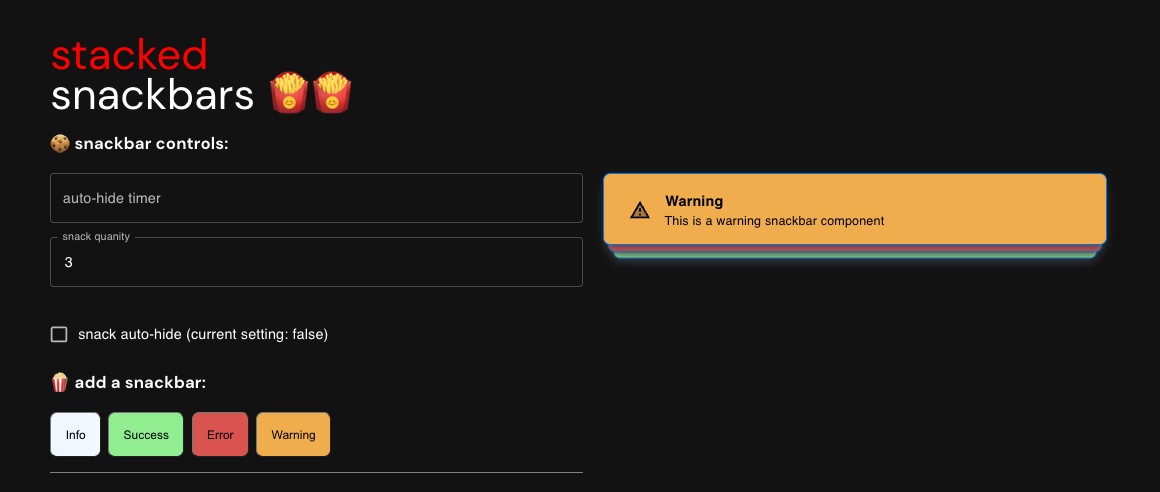 stacked
snackbars
snackbar controls:
auto-hide timer
snack quanity
3
snack auto-hide (current setting: false)
add a snackbar:
Info Success Error Warning
Warning
This is a warning snackbar component